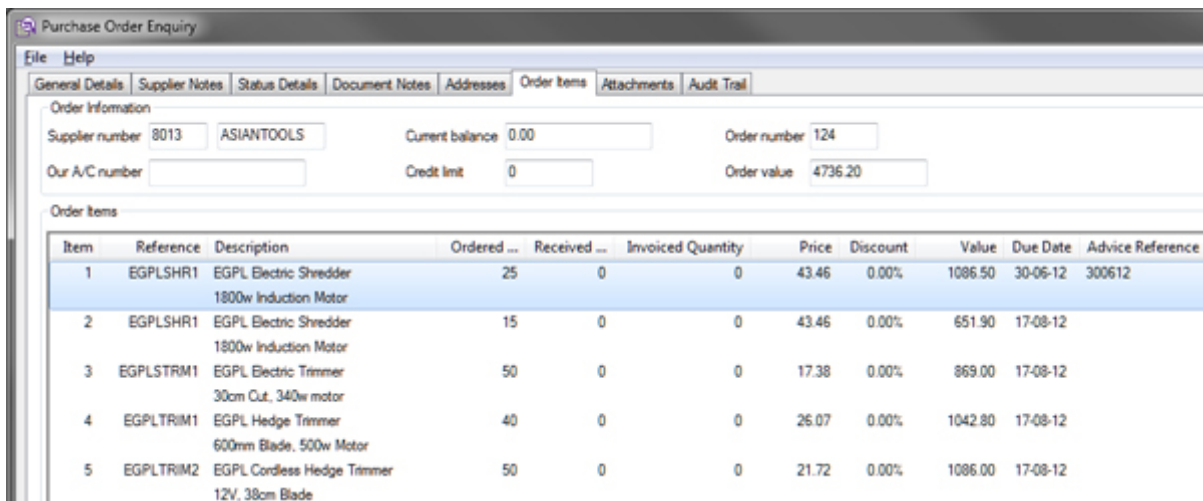 Purchase Order Enquiry
File Help
General Details Supplier Notes Status Details Document Notes Addresses Order Items Attachments Audit Trail
Order Information
Supplier number 8013 ASIANTOOLS Current balance 0.00 Order number 124
Our A/C number Credit limit 0 Order value 4736.20
Order Items
Item Reference Description Ordered ... Received ... Invoiced Quantity Price Discount Value Due Date Advice Reference
1 EGPLSHR1 EGPL Electric Shredder 25 0 0 43.46 0.00% 1086.50 30-06-12 300612
1800w Induction Motor
2 EGPLSHR1 EGPL Electric Shredder 15 0 0 43.46 0.00% 651.90 17-08-12
1800w Induction Motor
3 EGPLSTRM1 EGPL Electric Trimmer 50 0 0 17.38 0.00% 869.00 17-08-12
30cm Cut, 340w motor
4 EGPLTRIM1 EGPL Hedge Trimmer 40 0 0 26.07 0.00% 1042.80 17-08-12
600mm Blade, 500w Motor
5 EGPLTRIM2 EGPL Cordless Hedge Trimmer 50 0 0 21.72 0.00% 1086.00 17-08-12
12V, 38cm Blade